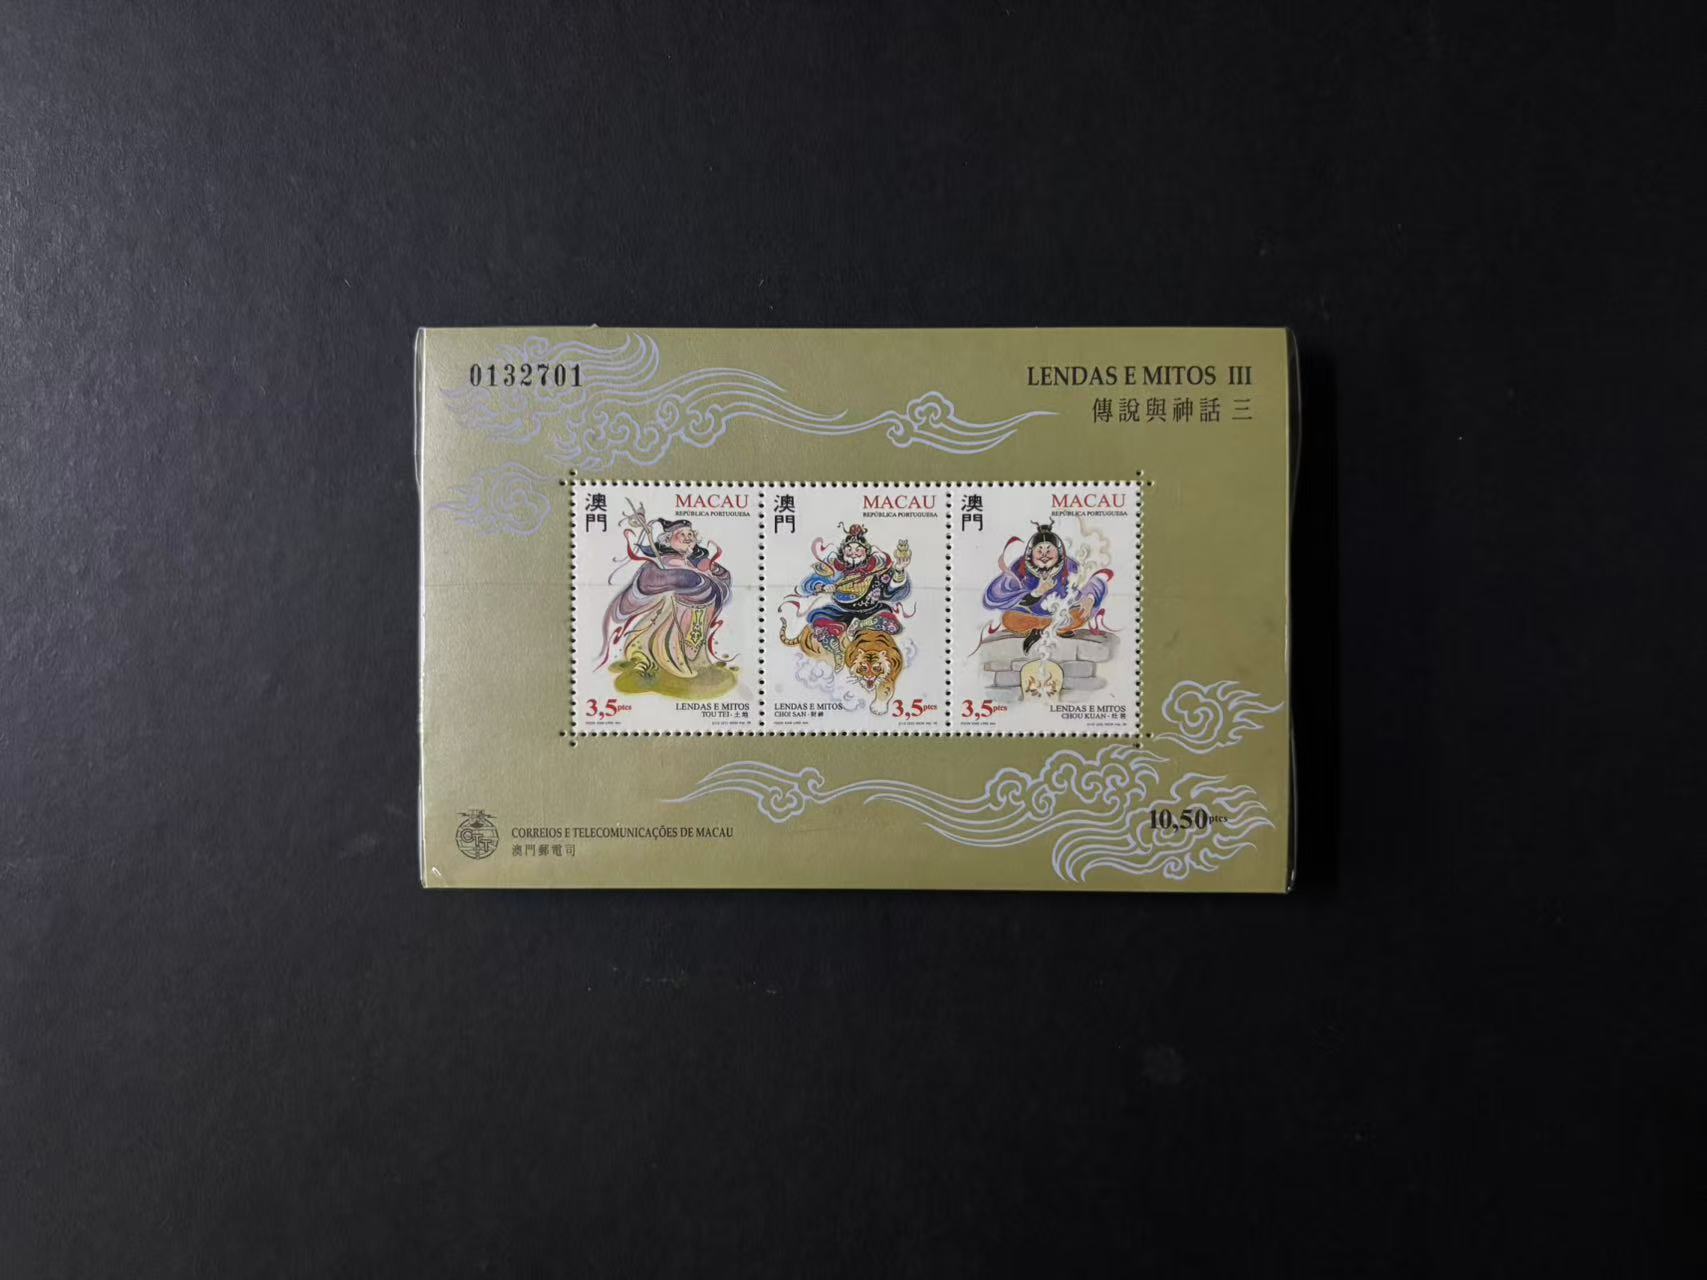 0132701
LENDAS E MITOS III
傳說與神話 三
澳門
MACAU
REPÚBLICA PORTUGUESA
3,5ptcs
LENDAS E MITOS
TOU TEI · 土地
澳門
MACAU
REPÚBLICA PORTUGUESA
LENDAS E MITOS
CHOI SAN · 財神
3,5ptcs
澳門
MACAU
REPÚBLICA PORTUGUESA
3,5ptcs
LENDAS E MITOS
CHOU KUAN · 灶君
10,50ptcs
CTT
CORREIOS E TELECOMUNICAÇÕES DE MACAU
澳門郵電司